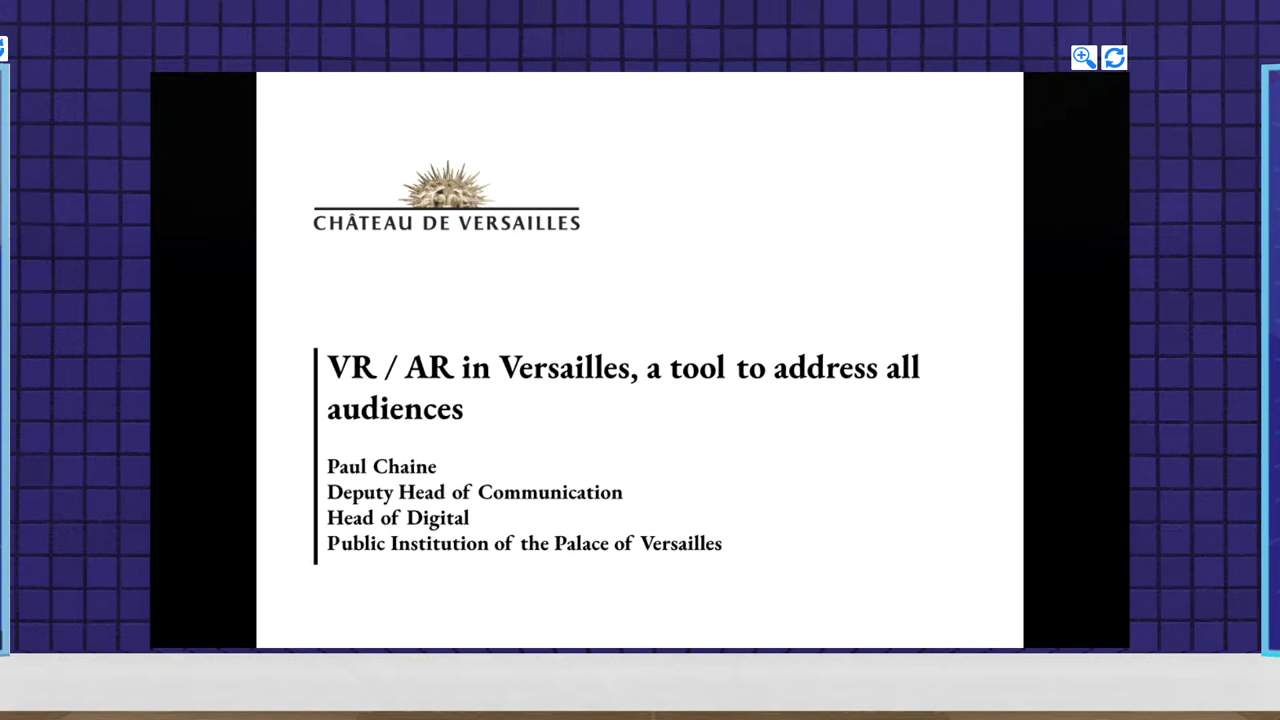 CHÂTEAU DE VERSAILLES
VR / AR in Versailles, a tool to address all
audiences
Paul Chaine
Deputy Head of Communication
Head of Digital
Public Institution of the Palace of Versailles